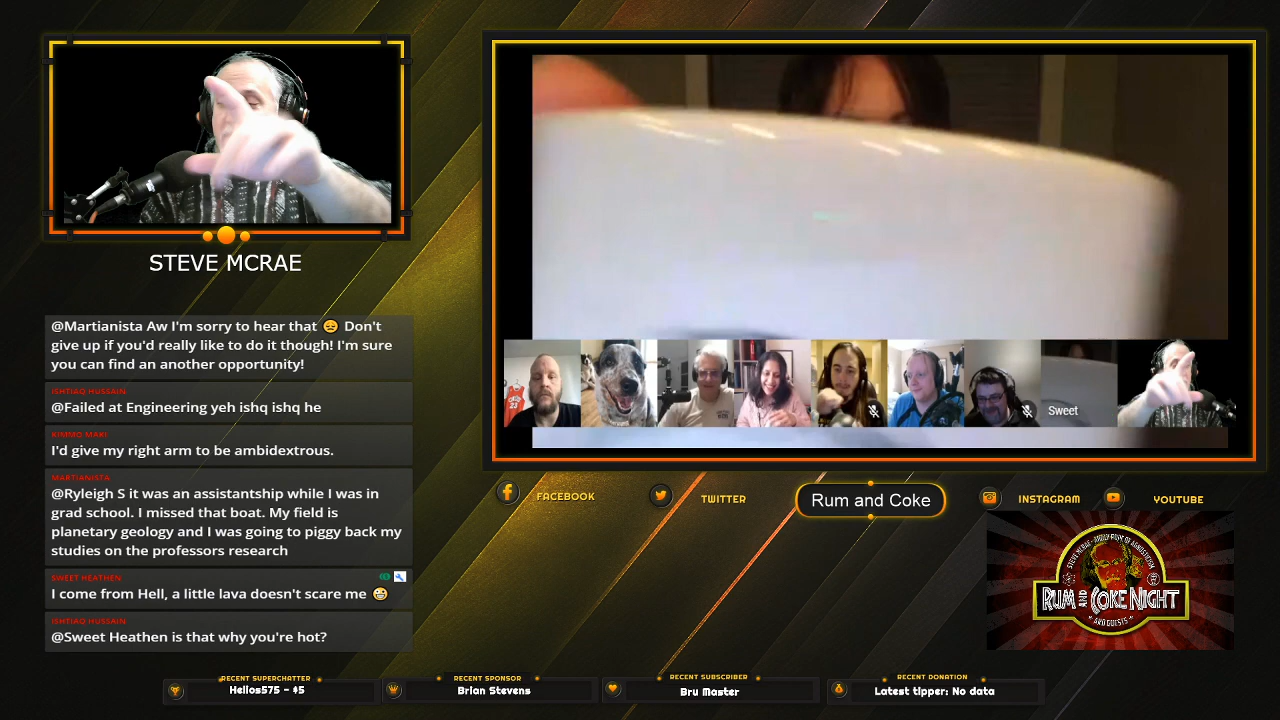 STEVE MCRAE
@Martianista Aw I'm sorry to hear that 😔 Don't
give up if you'd really like to do it though! I'm sure
you can find an another opportunity!
ISHTIAQ HUSSAIN
@Failed at Engineering yeh ishq ishq he
KIMMO MAKI
I'd give my right arm to be ambidextrous.
MARTIANISTA
@Ryleigh S it was an assistantship while I was in
grad school. I missed that boat. My field is
planetary geology and I was going to piggy back my
studies on the professors research
SWEET HEATHEN
I come from Hell, a little lava doesn't scare me 😀
ISHTIAQ HUSSAIN
@Sweet Heathen is that why you're hot?
23
Sweet
FACEBOOK
TWITTER
Rum and Coke
INSTAGRAM
YOUTUBE
RUM AND COKE NIGHT
AND GUESTS
RECENT SUPERCHATTER
Helios575 - $5
RECENT SPONSOR
Brian Stevens
RECENT SUBSCRIBER
Bru Master
RECENT DONATION
Latest tipper: No data